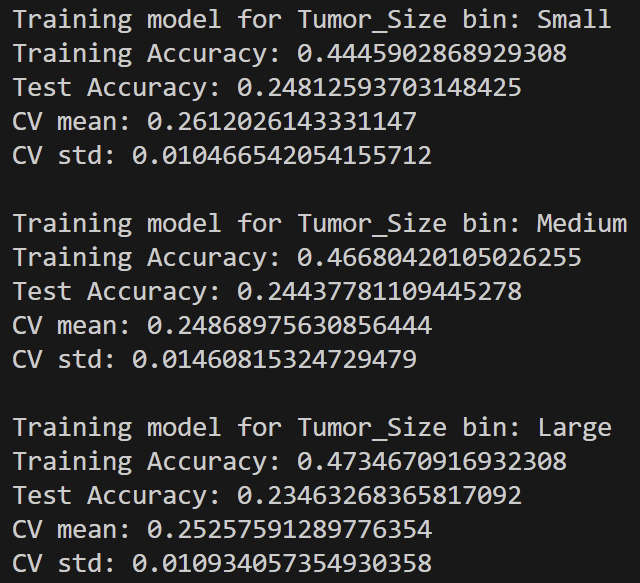 Training model for Tumor_Size bin: Small
Training Accuracy: 0.4445902868929308
Test Accuracy: 0.24812593703148425
CV mean: 0.2612026143331147
CV std: 0.010466542054155712
Training model for Tumor_Size bin: Medium
Training Accuracy: 0.46680420105026255
Test Accuracy: 0.24437781109445278
CV mean: 0.24868975630856444
CV std: 0.01460815324729479
Training model for Tumor_Size bin: Large
Training Accuracy: 0.4734670916932308
Test Accuracy: 0.23463268365817092
CV mean: 0.25257591289776354
CV std: 0.010934057354930358